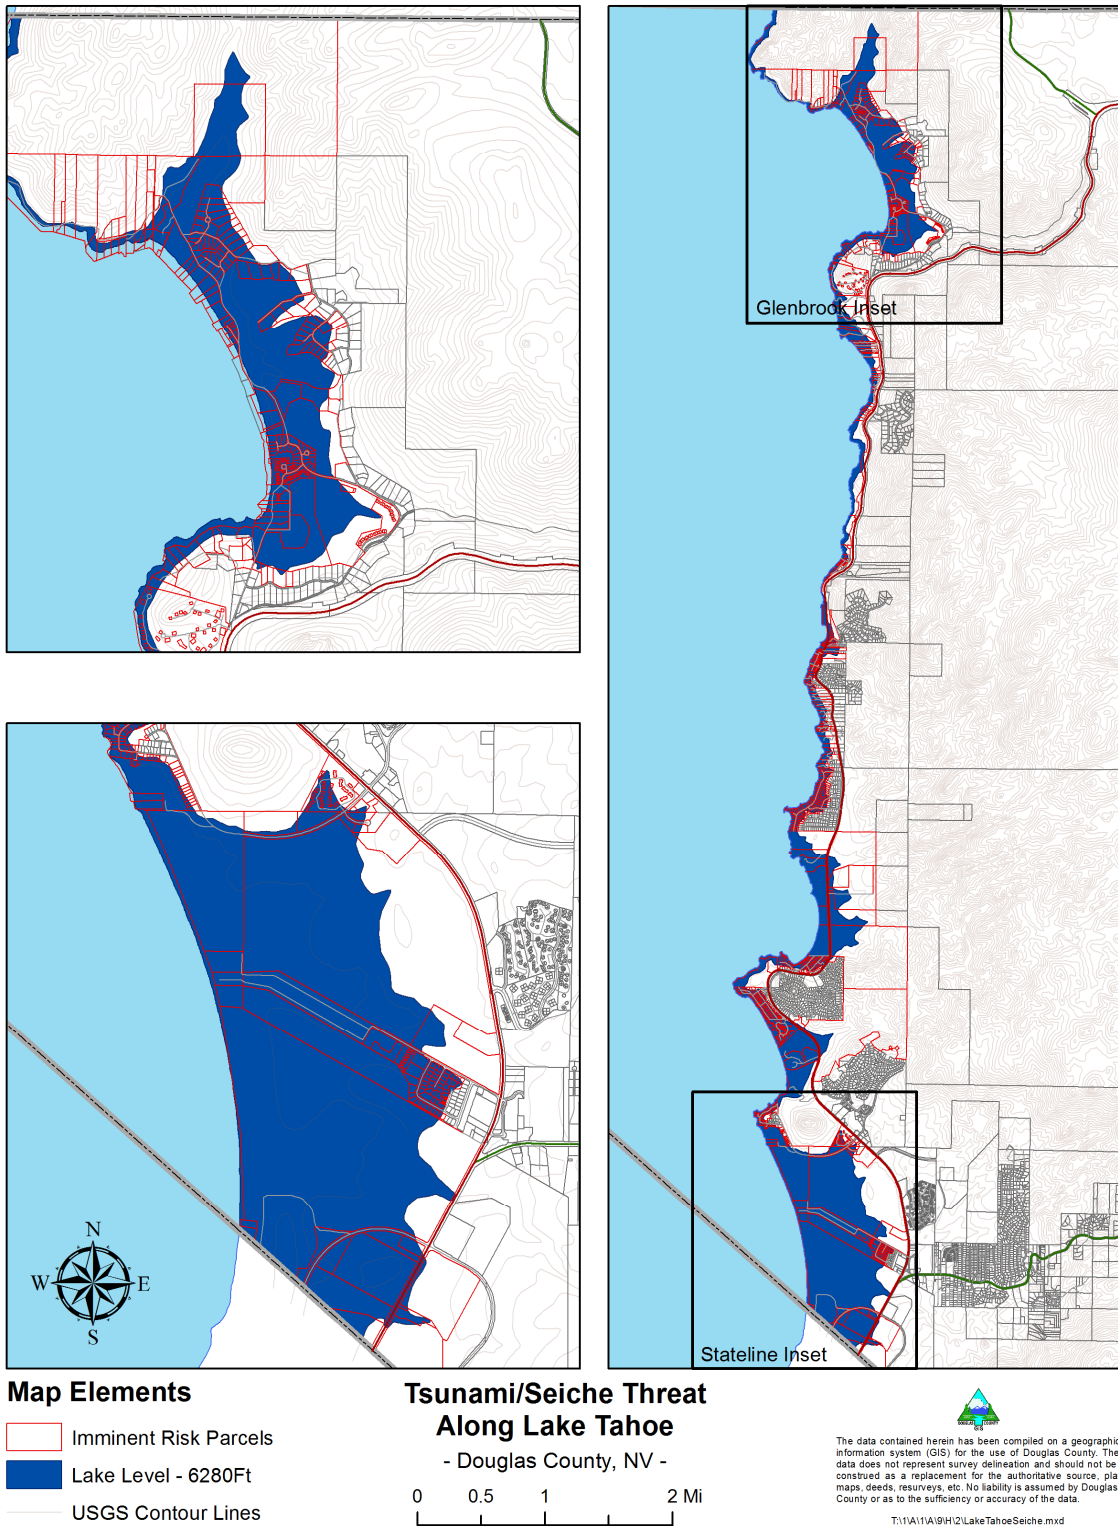 Glenbrook Inset
N
W E
S
Stateline Inset
Map Elements
Imminent Risk Parcels
Lake Level - 6280Ft
USGS Contour Lines
Tsunami/Seiche Threat
Along Lake Tahoe
- Douglas County, NV -
0 0.5 1 2 Mi
DOUGLAS COUNTY
GIS
The data contained herein has been compiled on a geographic
information system (GIS) for the use of Douglas County. The
data does not represent survey delineation and should not be
construed as a replacement for the authoritative source, pla
maps, deeds, resurveys, etc. No liability is assumed by Douglas
County or as to the sufficiency or accuracy of the data.
T:\1\A\1\A\9\H\2\LakeTahoeSeiche.mxd